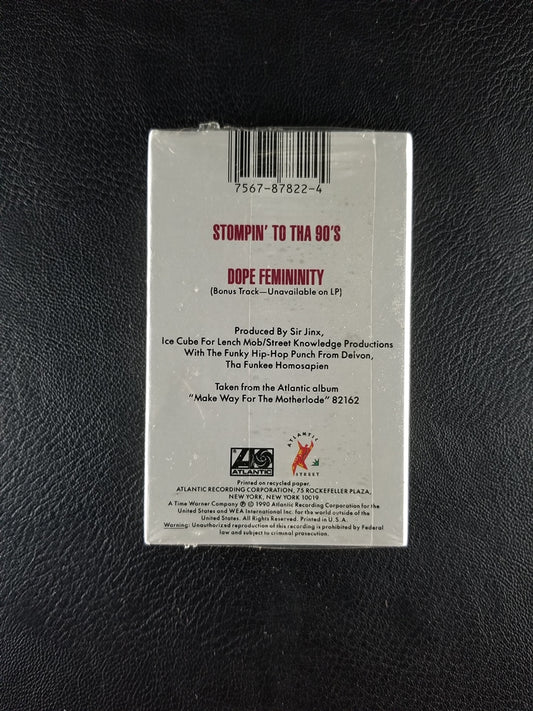 7567-87822-4
STOMPIN' TO THA 90'S
DOPE FEMININITY
(Bonus Track—Unavailable on LP)
Produced By Sir Jinx,
Ice Cube For Lench Mob/Street Knowledge Productions
With The Funky Hip-Hop Punch From Delvon,
Tha Funkee Homosapien
Taken from the Atlantic album
"Make Way For The Motherlode" 82162
ATLANTIC
ATLANTIC
STREET
Printed on recycled paper.
ATLANTIC RECORDING CORPORATION, 75 ROCKEFELLER PLAZA,
NEW YORK, NEW YORK 10019
A Time Warner Company ℗ © 1990 Atlantic Recording Corporation for the
United States and WEA International Inc. for the world outside of the
United States. All Rights Reserved. Printed in U.S.A.
Warning: Unauthorized reproduction of this recording is prohibited by Federal
law and subject to criminal prosecution.